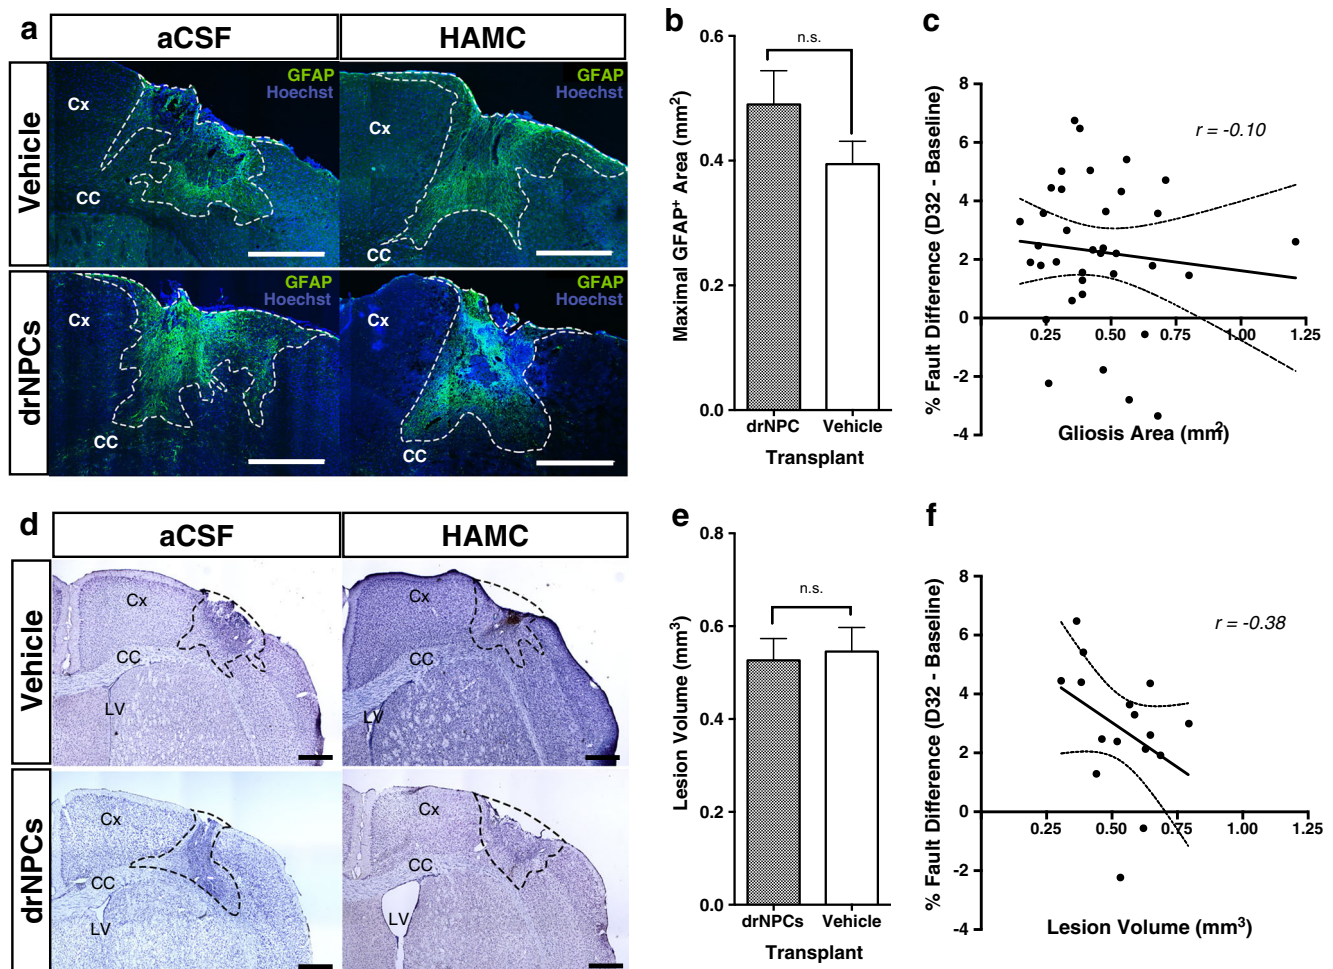 a
aCSF
HAMC
Vehicle
GFAP
Hoechst
Cx
CC
GFAP
Hoechst
Cx
CC
drNPCs
GFAP
Hoechst
Cx
CC
GFAP
Hoechst
Cx
CC
b
Maximal GFAP⁺ Area (mm²)
0.6
0.4
0.2
0.0
n.s.
drNPC
Vehicle
Transplant
c
% Fault Difference (D32 - Baseline)
8
6
4
2
0
-2
-4
r = -0.10
0.25
0.50
0.75
1.00
1.25
Gliosis Area (mm²)
d
aCSF
HAMC
Vehicle
Cx
CC
LV
Cx
CC
LV
drNPCs
Cx
CC
LV
Cx
CC
LV
e
Lesion Volume (mm³)
0.8
0.6
0.4
0.2
0.0
n.s.
drNPCs
Vehicle
Transplant
f
% Fault Difference (D32 - Baseline)
8
6
4
2
0
-2
-4
r = -0.38
0.25
0.50
0.75
1.00
1.25
Lesion Volume (mm³)